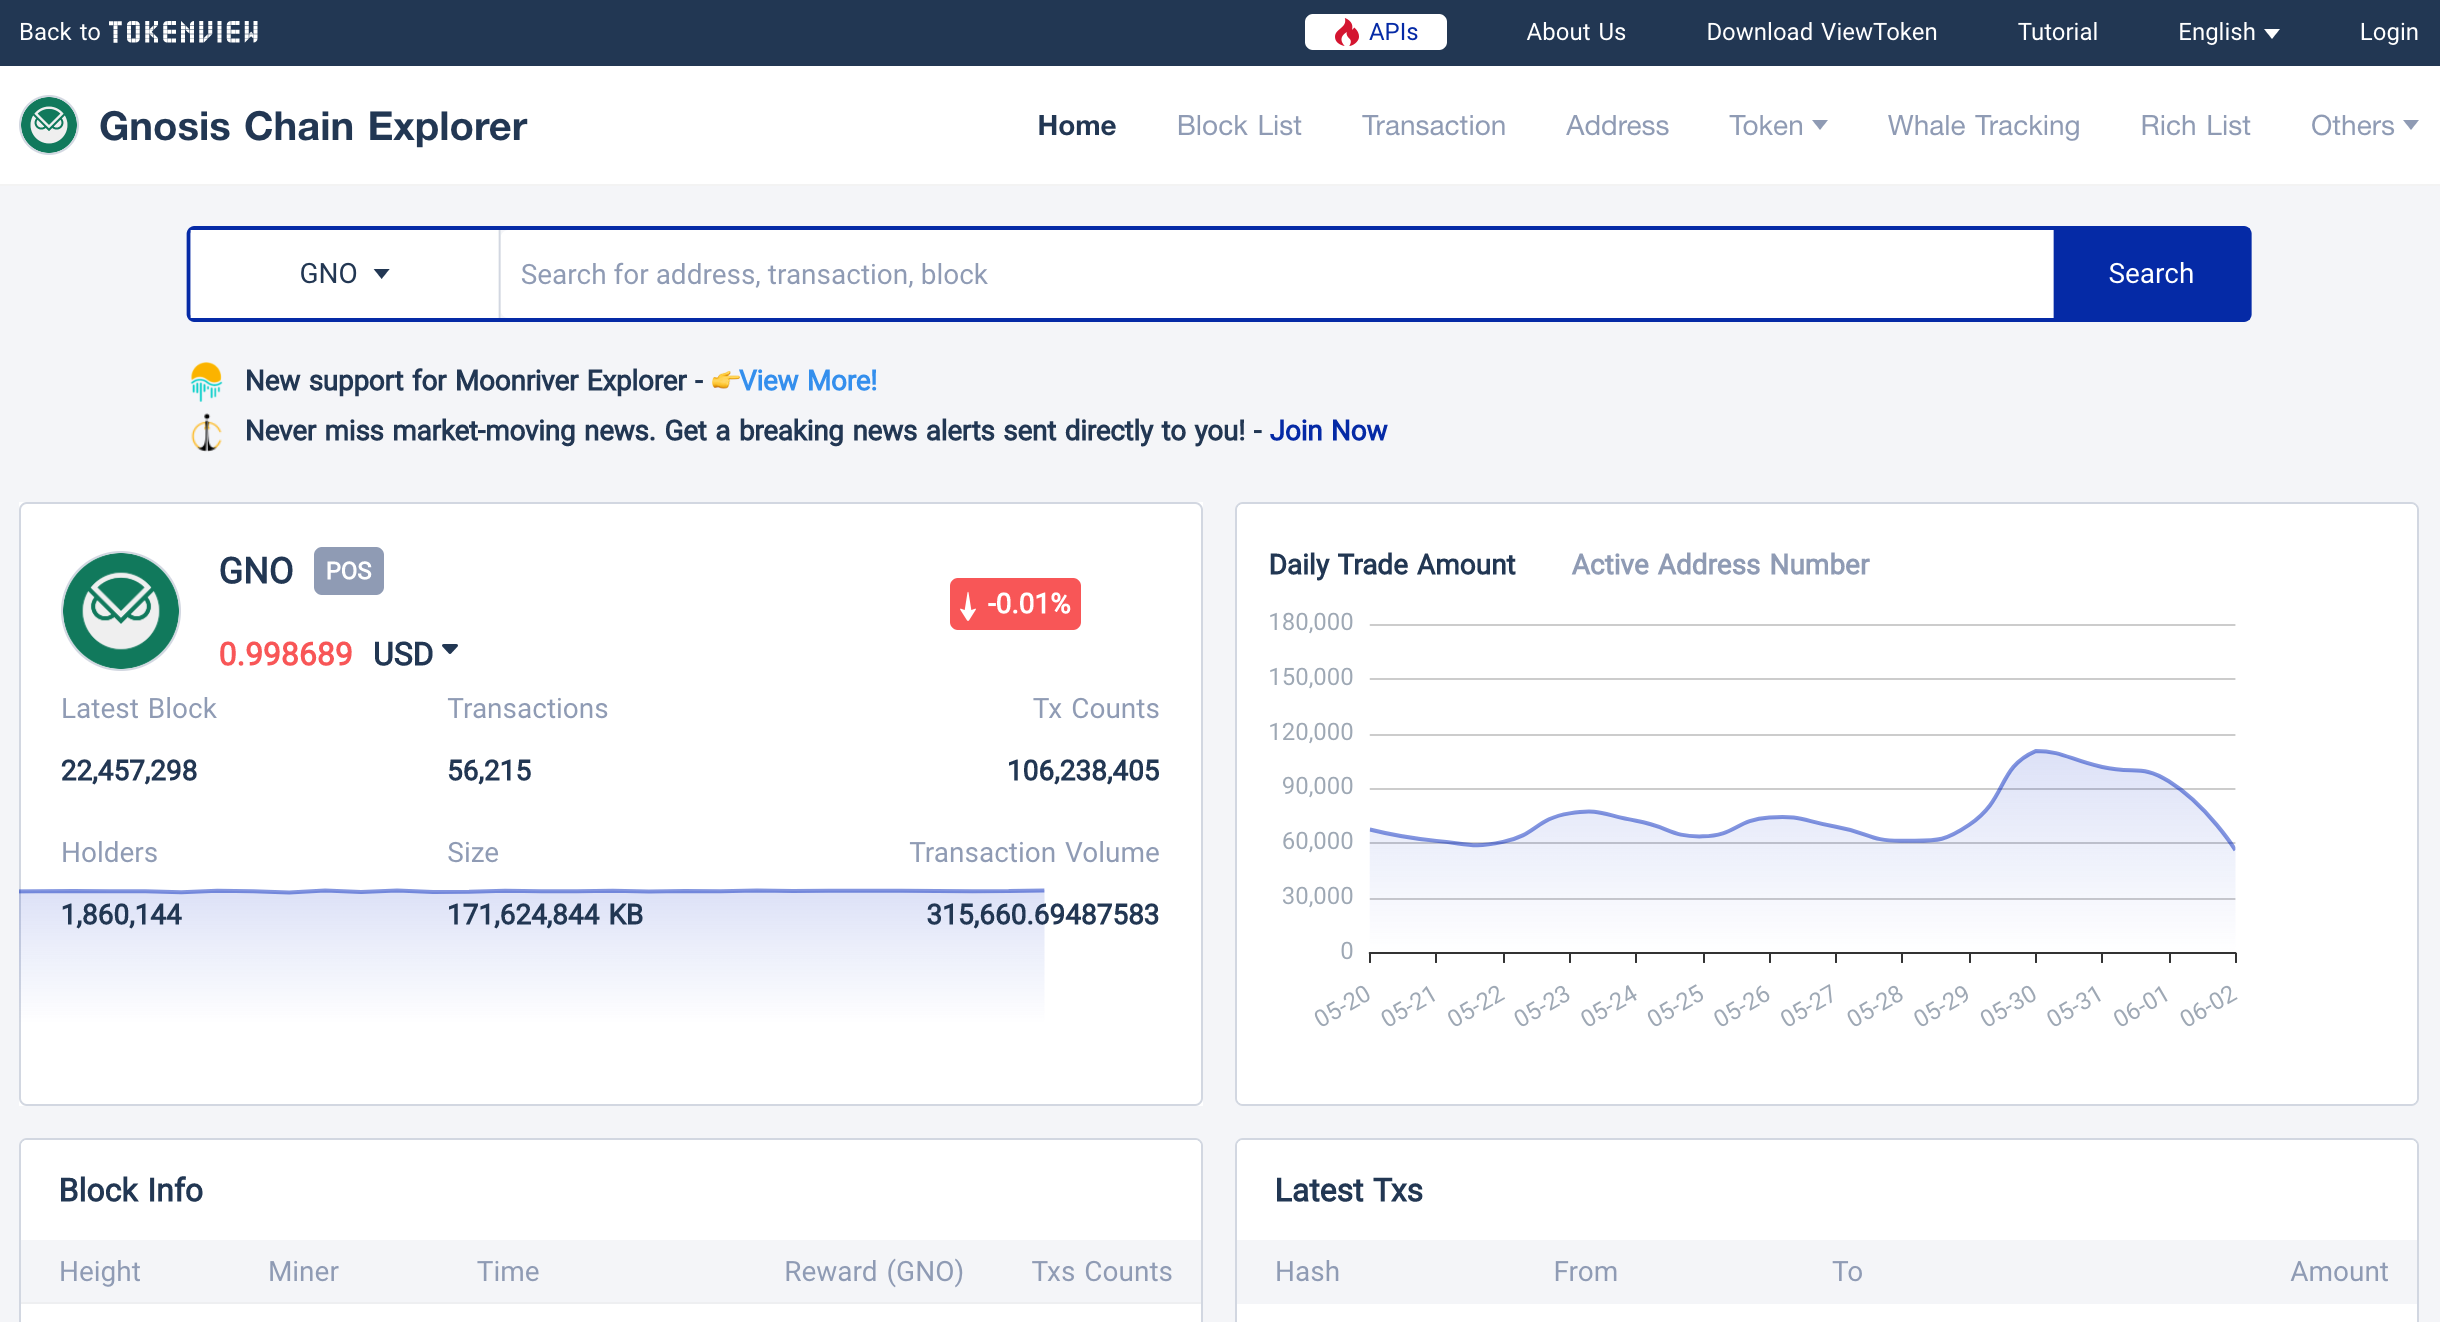 Back to TOKENVIEW APIs About Us Download ViewToken Tutorial English Login
Gnosis Chain Explorer Home Block List Transaction Address Token Whale Tracking Rich List Others
GNO Search for address, transaction, block Search
New support for Moonriver Explorer - 👉View More!
Never miss market-moving news. Get a breaking news alerts sent directly to you! - Join Now
GNO POS
-0.01%
0.998689 USD
Latest Block Transactions Tx Counts
22,457,298 56,215 106,238,405
Holders Size Transaction Volume
1,860,144 171,624,844 KB 315,660.69487583
Daily Trade Amount Active Address Number
180,000
150,000
120,000
90,000
60,000
30,000
0
05-20 05-21 05-22 05-23 05-24 05-25 05-26 05-27 05-28 05-29 05-30 05-31 06-01 06-02
Block Info
Height Miner Time Reward (GNO) Txs Counts
Latest Txs
Hash From To Amount